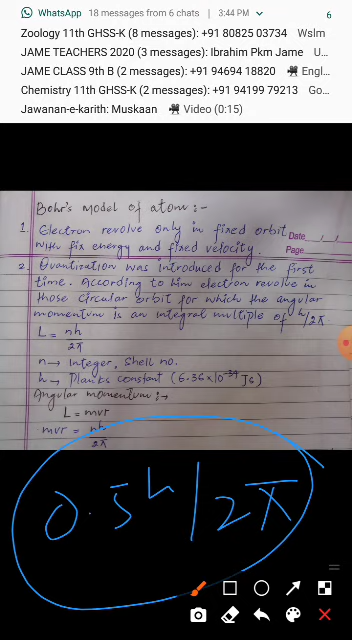 WhatsApp 18 messages from 6 chats | 3:44 PM 6
Zoology 11th GHSS-K (8 messages): +91 80825 03734 Wslm
JAME TEACHERS 2020 (3 messages): Ibrahim Pkm Jame U...
JAME CLASS 9th B (2 messages): +91 94694 18820 🎥 Engl...
Chemistry 11th GHSS-K (2 messages): +91 94199 79213 Go...
Jawanan-e-karith: Muskaan 🎥 Video (0:15)
Bohr's Model of atom :-
1. Electron revolve only in fixed orbit
Date __/__/__
with fix energy and fixed velocity.
Page
2. Quantization was introduced for the first
time. According to him electron revolve in
those circular orbit for which the angular
momentum is an integral multiple of h/2π
L = nh/2π
n → Integer, Shell no.
h → Planks constant (6.36×10⁻³⁴ Js)
Angular momentum :→
L = mvr
mvr = nh/2π
0.5h/2π